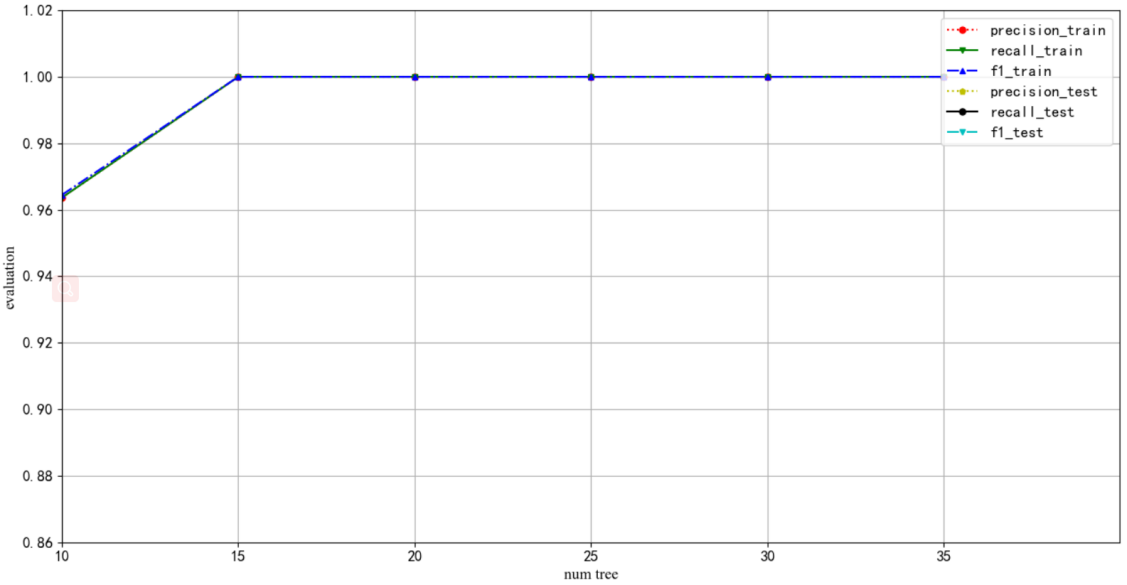 1.02
1.00
0.98
0.96
0.94
0.92
0.90
0.88
0.86
evaluation
10
15
20
25
30
35
num tree
precision_train
recall_train
f1_train
precision_test
recall_test
f1_test